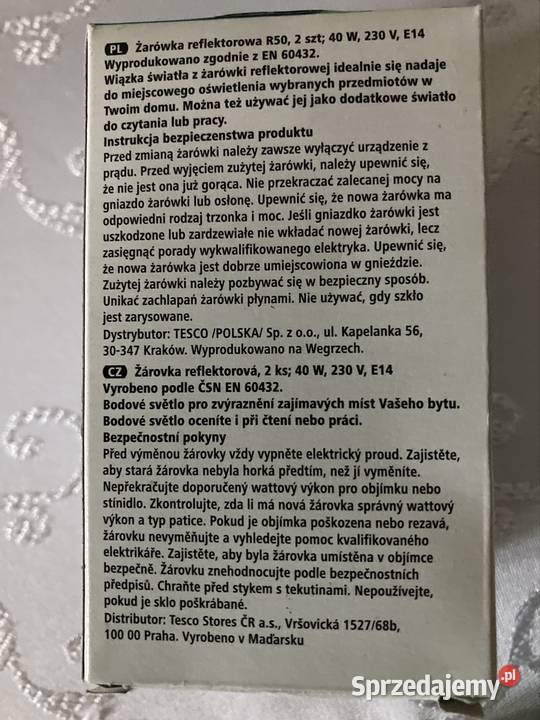 PL Żarówka reflektorowa R50, 2 szt; 40 W, 230 V, E14
Wyprodukowano zgodnie z EN 60432.
Wiązka światła z żarówki reflektorowej idealnie się nadaje
do miejscowego oświetlenia wybranych przedmiotów w
Twoim domu. Można też używać jej jako dodatkowe światło
do czytania lub pracy.
Instrukcja bezpieczenstwa produktu
Przed zmianą żarówki należy zawsze wyłączyć urządzenie z
prądu. Przed wyjęciem zużytej żarówki, należy upewnić się,
że nie jest ona już gorąca. Nie przekraczać zalecanej mocy na
gniazdo żarówki lub osłonę. Upewnić się, że nowa żarówka ma
odpowiedni rodzaj trzonka i moc. Jeśli gniazdko żarówki jest
uszkodzone lub zardzewiałe nie wkładać nowej żarówki, lecz
zasięgnąć porady wykwalifikowanego elektryka. Upewnić się,
że nowa żarówka jest dobrze umiejscowiona w gnieździe.
Zużytej żarówki należy pozbywać się w bezpieczny sposób.
Unikać zachlapań żarówki płynami. Nie używać, gdy szkło
jest zarysowane.
Dystrybutor: TESCO /POLSKA/ Sp. z o.o., ul. Kapelanka 56,
30-347 Kraków. Wyprodukowano na Wegrzech.
CZ Žárovka reflektorová, 2 ks; 40 W, 230 V, E14
Vyrobeno podle ČSN EN 60432.
Bodové světlo pro zvýraznění zajímavých míst Vašeho bytu.
Bodové světlo oceníte i při čtení nebo práci.
Bezpečnostní pokyny
Před výměnou žárovky vždy vypněte elektrický proud. Zajistěte,
aby stará žárovka nebyla horká předtím, než jí vyměníte.
Nepřekračujte doporučený wattový výkon pro objímku nebo
stínidlo. Zkontrolujte, zda li má nová žárovka správný wattový
výkon a typ patice. Pokud je objímka poškozena nebo rezavá,
žárovku nevyměňujte a vyhledejte pomoc kvalifikovaného
elektrikáře. Zajistěte, aby byla žárovka umístěna v objímce
bezpečně. Žárovku znehodnocujte podle bezpečnostních
předpisů. Chraňte před stykem s tekutinami. Nepoužívejte,
pokud je sklo poškrábané.
Distributor: Tesco Stores ČR a.s., Vršovická 1527/68b,
100 00 Praha. Vyrobeno v Maďarsku
Sprzedajemy.pl